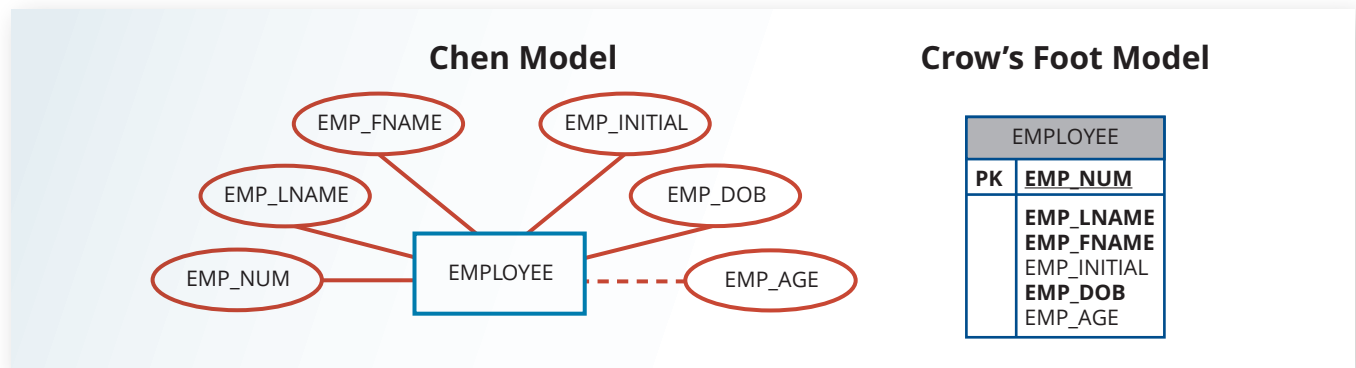 Chen Model
EMP_FNAME
EMP_INITIAL
EMP_LNAME
EMP_DOB
EMP_NUM
EMPLOYEE
EMP_AGE
Crow’s Foot Model
EMPLOYEE
PK EMP_NUM
EMP_LNAME
EMP_FNAME
EMP_INITIAL
EMP_DOB
EMP_AGE